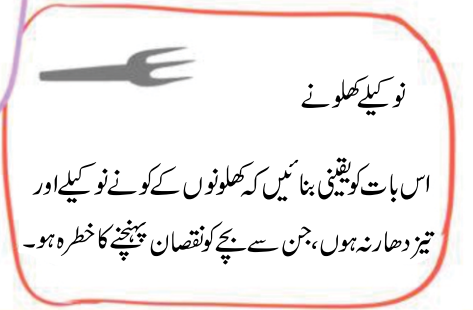 نوکیلے کھلونے
اس بات کو یقینی بنائیں کہ کھلونوں کے کونے نوکیلے اور
تیز دھار نہ ہوں، جن سے بچے کو نقصان پہنچنے کا خطرہ ہو۔